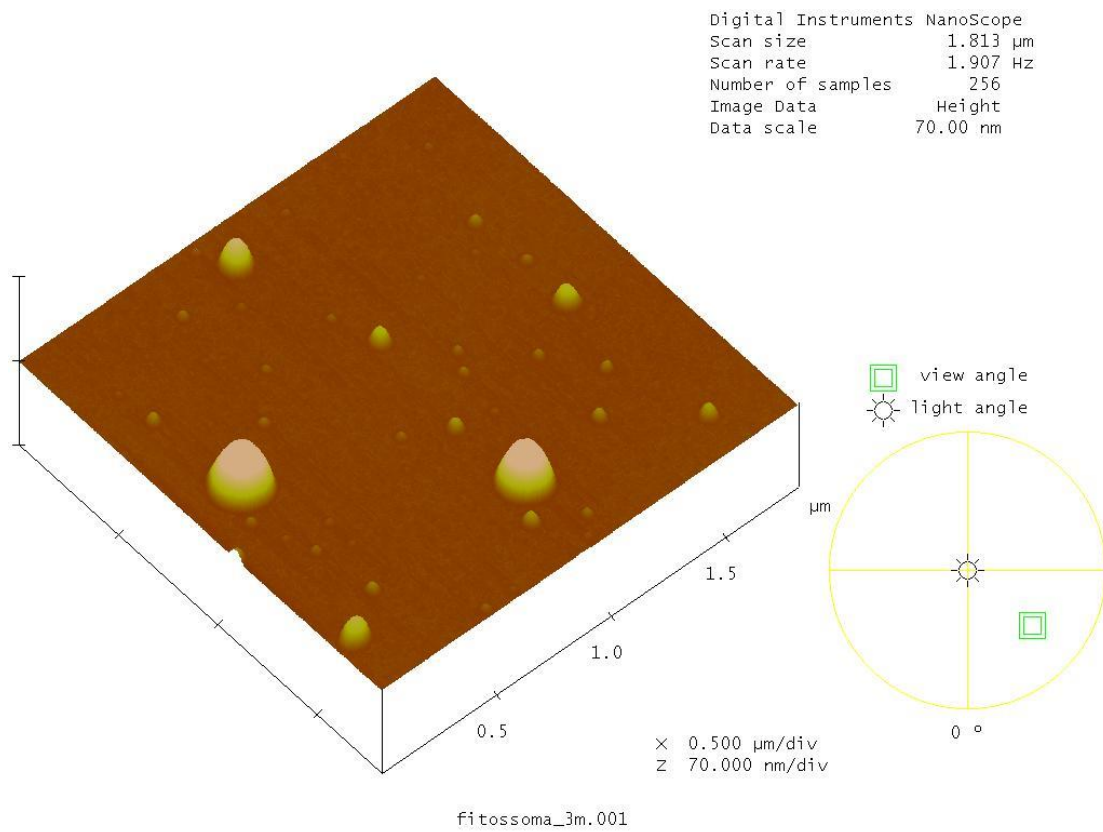 Digital Instruments NanoScope
Scan size 1.813 µm
Scan rate 1.907 Hz
Number of samples 256
Image Data Height
Data scale 70.00 nm
view angle
light angle
µm
1.5
1.0
0.5
0 º
X 0.500 µm/div
Z 70.000 nm/div
fitossoma_3m.001